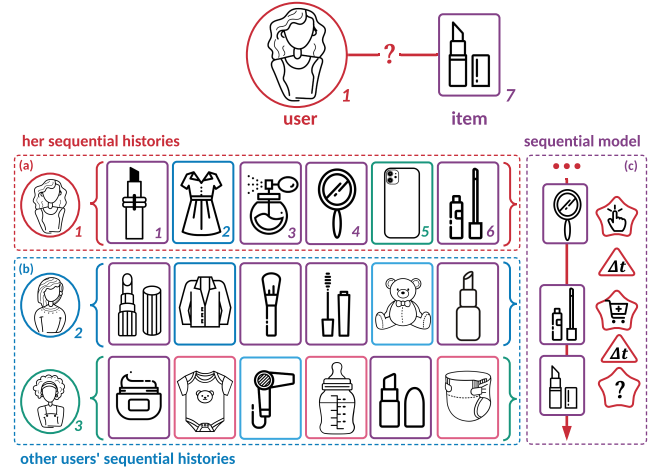 ?
1
7
user
item
her sequential histories
sequential model
(a)
(c)
1
1
2
3
4
5
6
Δt
(b)
2
Δt
?
3
other users' sequential histories